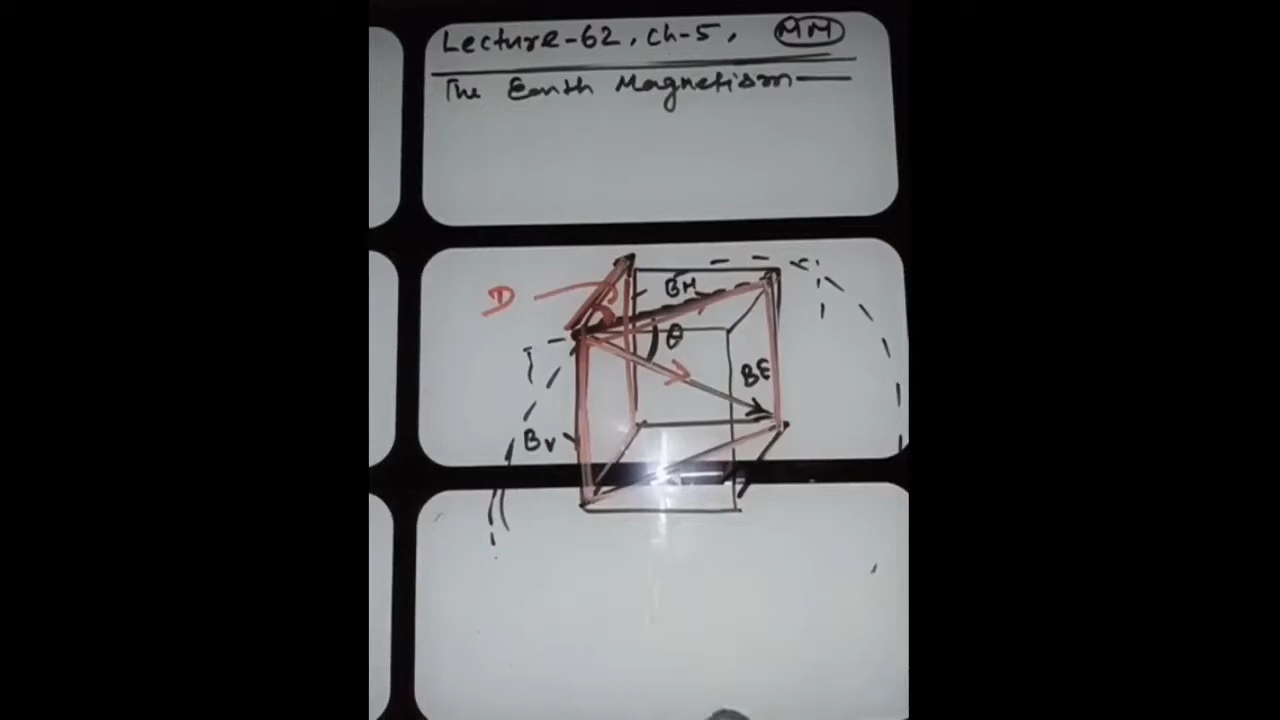 Lecture-62, Ch-5, MM
The Earth Magnetism
D
BH
θ
BE
Bv